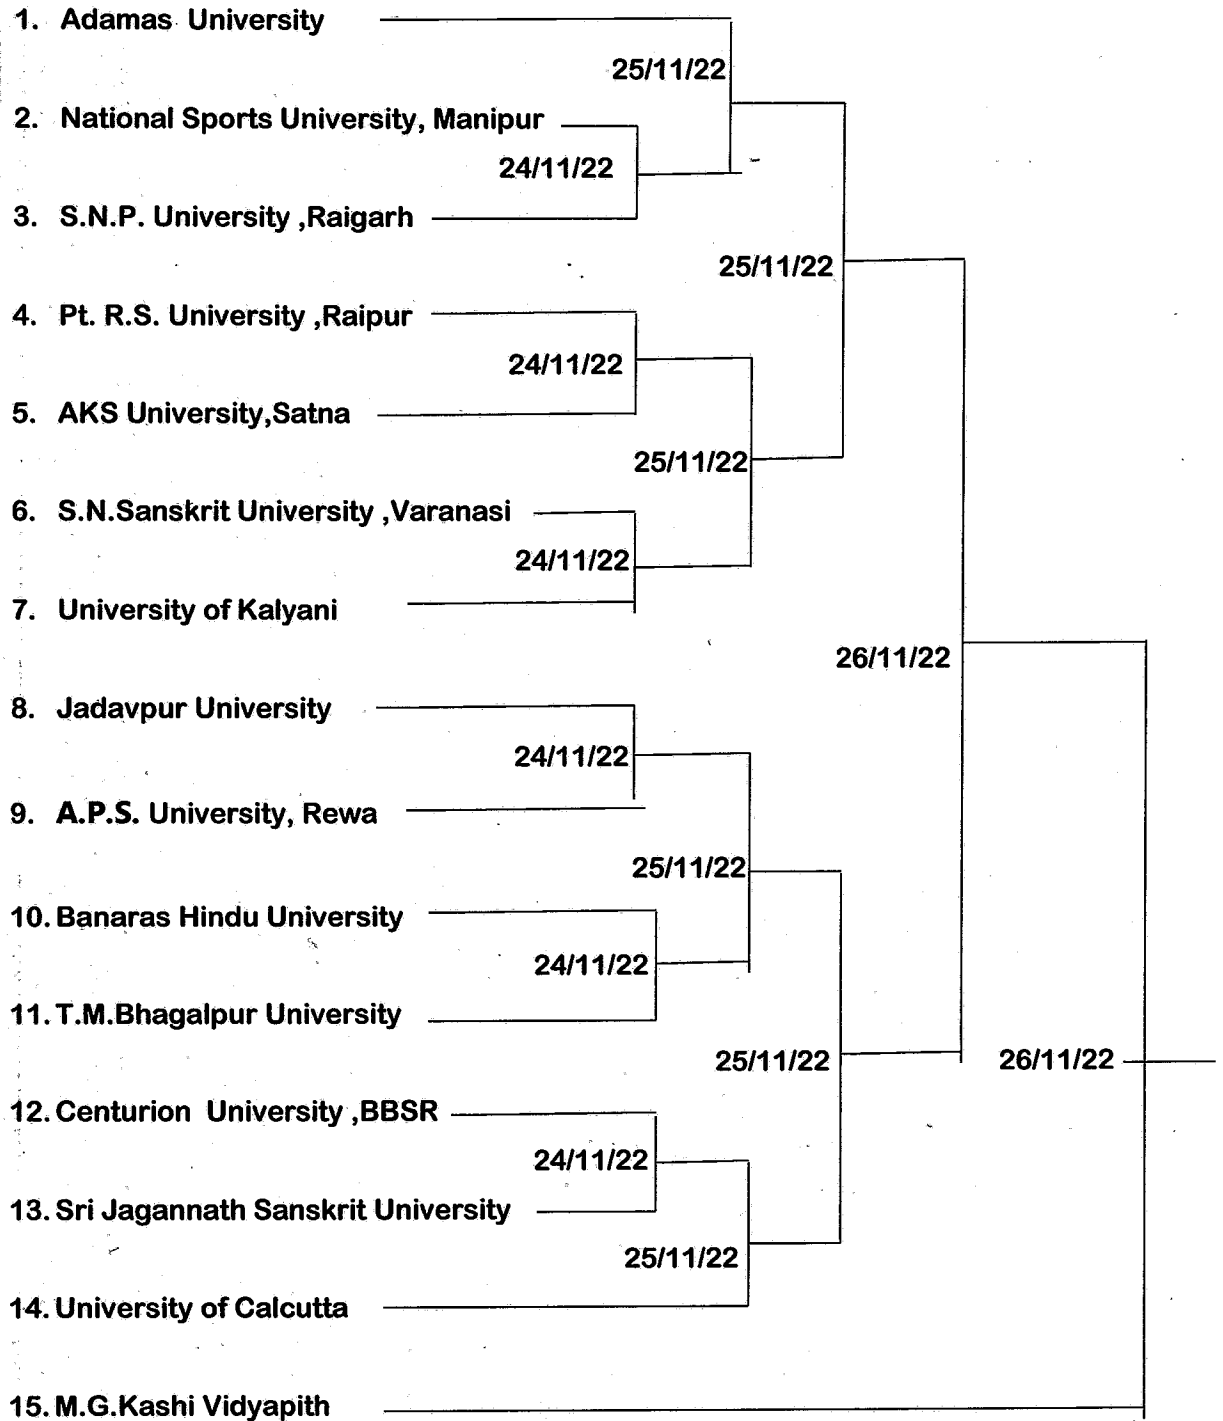 1. Adamas University
25/11/22
2. National Sports University, Manipur
24/11/22
3. S.N.P. University ,Raigarh
25/11/22
4. Pt. R.S. University ,Raipur
24/11/22
5. AKS University,Satna
25/11/22
6. S.N.Sanskrit University ,Varanasi
24/11/22
7. University of Kalyani
26/11/22
8. Jadavpur University
24/11/22
9. A.P.S. University, Rewa
25/11/22
10. Banaras Hindu University
24/11/22
11. T.M.Bhagalpur University
25/11/22 26/11/22
12. Centurion University ,BBSR
24/11/22
13. Sri Jagannath Sanskrit University
25/11/22
14. University of Calcutta
15. M.G.Kashi Vidyapith